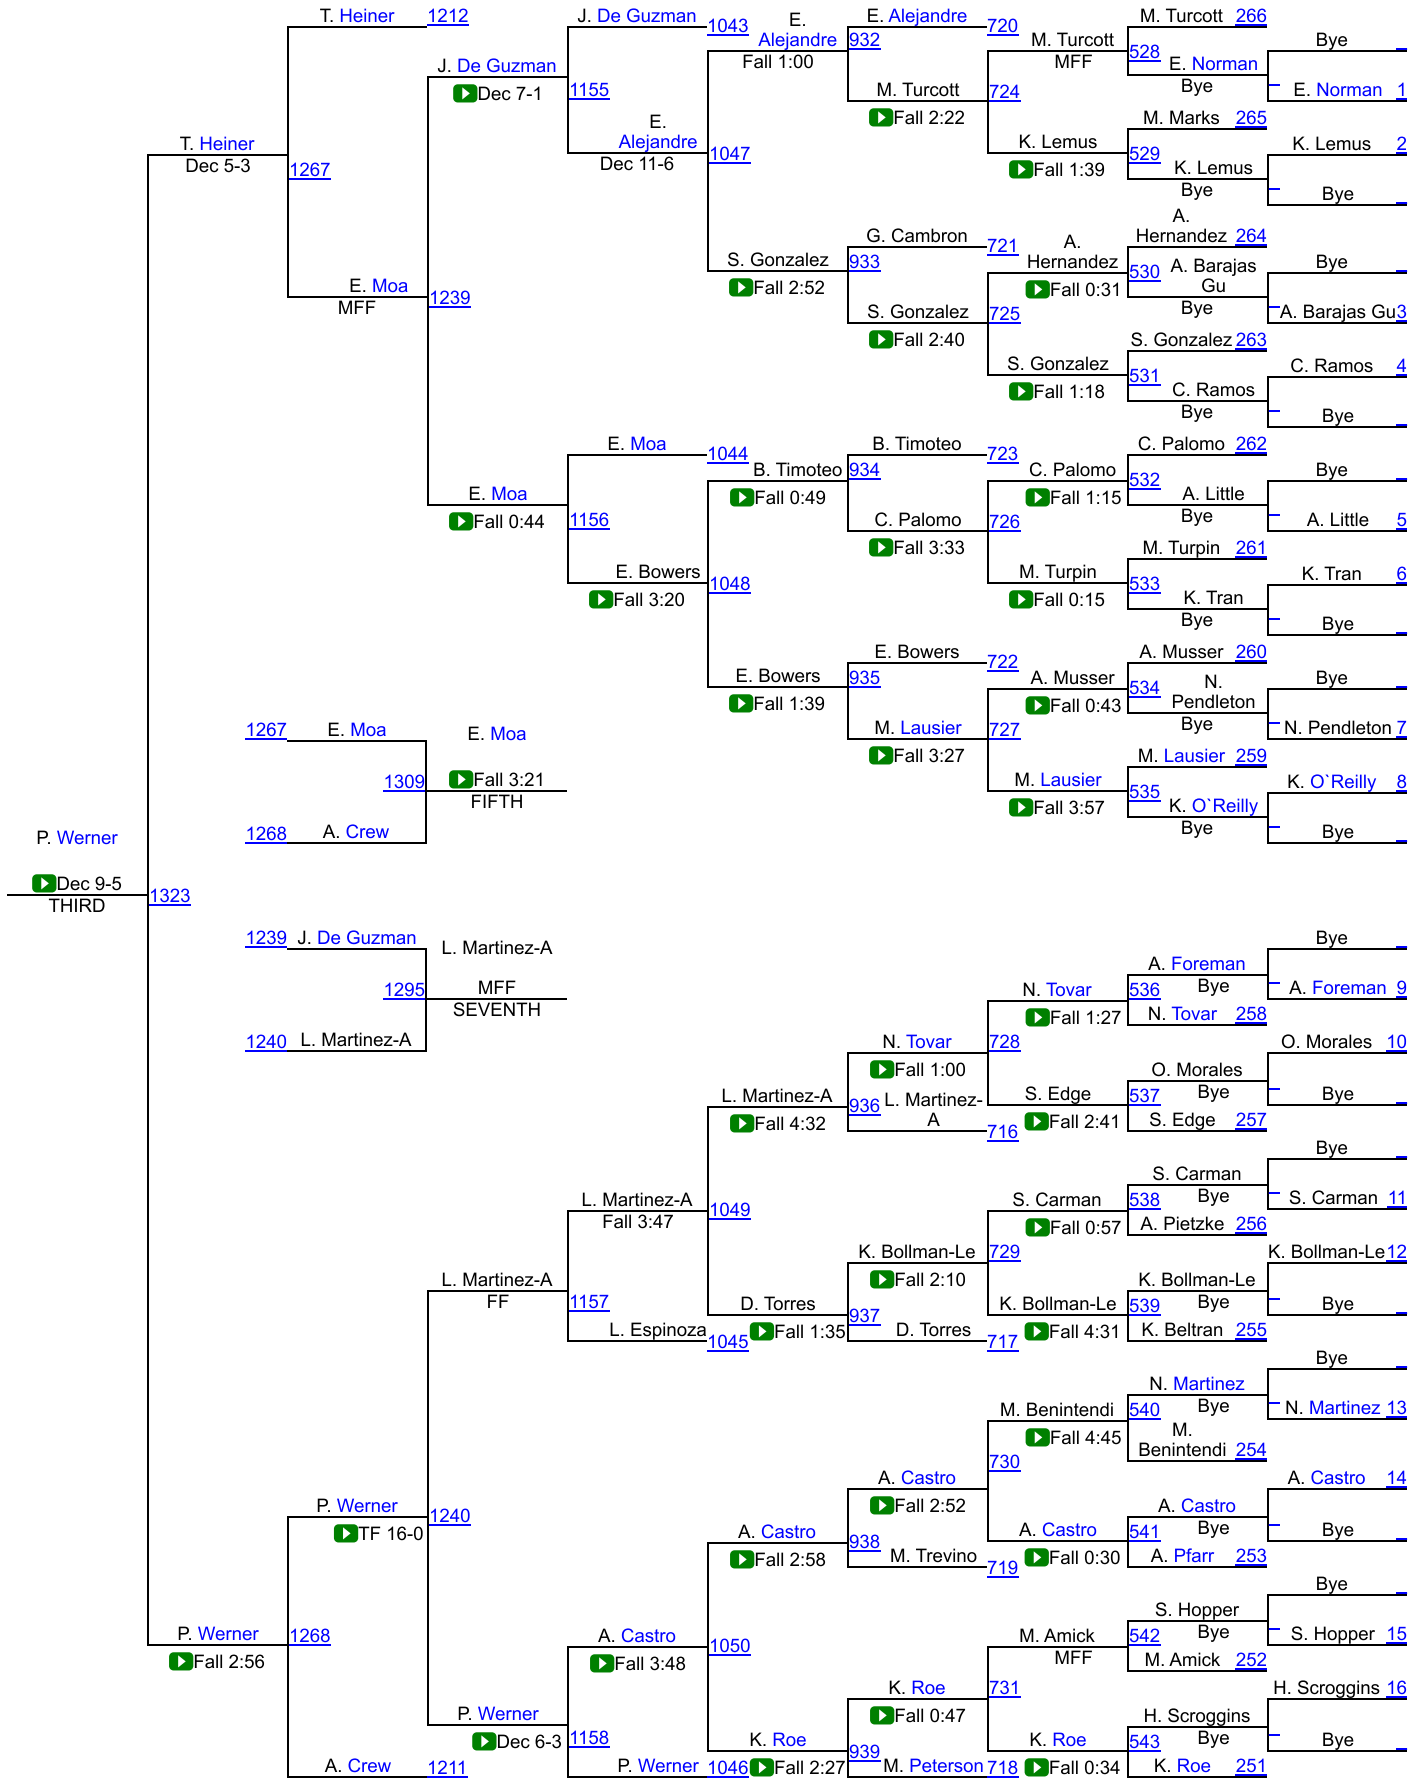 T. Heiner 1212
J. De Guzman 1043
E. Alejandre 932
E. Alejandre 720
M. Turcott 266
Bye
Fall 1:00
M. Turcott 528
MFF
E. Norman
Bye
E. Norman 1
J. De Guzman 1155
Dec 7-1
M. Turcott 724
Fall 2:22
M. Marks 265
T. Heiner 1267
Dec 5-3
E. Alejandre 1047
Dec 11-6
K. Lemus 529
Fall 1:39
K. Lemus
Bye
K. Lemus 2
Bye
G. Cambron 721
A. Hernandez 530
Fall 0:31
A. Hernandez 264
Bye
S. Gonzalez 933
Fall 2:52
A. Barajas Gu
Bye
A. Barajas Gu 3
E. Moa 1239
MFF
S. Gonzalez 725
Fall 2:40
S. Gonzalez 263
S. Gonzalez 531
Fall 1:18
C. Ramos
Bye
C. Ramos 4
Bye
E. Moa 1044
B. Timoteo 934
Fall 0:49
B. Timoteo 723
C. Palomo 532
Fall 1:15
C. Palomo 262
Bye
E. Moa 1156
Fall 0:44
C. Palomo 726
Fall 3:33
A. Little
Bye
A. Little 5
M. Turpin 261
E. Bowers 1048
Fall 3:20
M. Turpin 533
Fall 0:15
K. Tran
Bye
K. Tran 6
Bye
E. Bowers 722
A. Musser 260
E. Bowers 935
Fall 1:39
A. Musser 534
Fall 0:43
N. Pendleton
Bye
Bye
N. Pendleton 7
1267 E. Moa
E. Moa
M. Lausier 727
Fall 3:27
M. Lausier 259
1309
Fall 3:21
FIFTH
M. Lausier 535
Fall 3:57
K. O`Reilly
Bye
K. O`Reilly 8
Bye
1268 A. Crew
P. Werner
Dec 9-5
THIRD
1323
1239 J. De Guzman
L. Martinez-A
Bye
1295
MFF
SEVENTH
A. Foreman 536
Bye
A. Foreman 9
N. Tovar
Fall 1:27
N. Tovar 258
1240 L. Martinez-A
N. Tovar 728
Fall 1:00
O. Morales 10
O. Morales 537
Bye
Bye
L. Martinez-A 936
Fall 4:32
L. Martinez-A 716
S. Edge
Fall 2:41
S. Edge 257
Bye
L. Martinez-A 1049
Fall 3:47
S. Carman
Fall 0:57
S. Carman 538
Bye
S. Carman 11
A. Pietzke 256
K. Bollman-Le 729
Fall 2:10
K. Bollman-Le 12
L. Martinez-A 1157
FF
K. Bollman-Le 539
Bye
Bye
L. Espinoza 1045
D. Torres 937
Fall 1:35
D. Torres 717
K. Bollman-Le
Fall 4:31
K. Beltran 255
Bye
N. Martinez 540
Bye
N. Martinez 13
M. Benintendi 730
Fall 4:45
M. Benintendi 254
A. Castro
Fall 2:52
A. Castro 14
P. Werner 1240
TF 16-0
A. Castro 541
Bye
Bye
A. Castro 938
Fall 2:58
M. Trevino 719
A. Castro
Fall 0:30
A. Pfarr 253
Bye
P. Werner 1268
Fall 2:56
A. Castro 1050
Fall 3:48
M. Amick 542
MFF
S. Hopper
Bye
S. Hopper 15
M. Amick 252
K. Roe 731
Fall 0:47
H. Scroggins 16
P. Werner 1158
Dec 6-3
H. Scroggins 543
Bye
Bye
K. Roe 939
Fall 2:27
K. Roe
Fall 0:34
A. Crew 1211
P. Werner 1046
M. Peterson 718
K. Roe 251